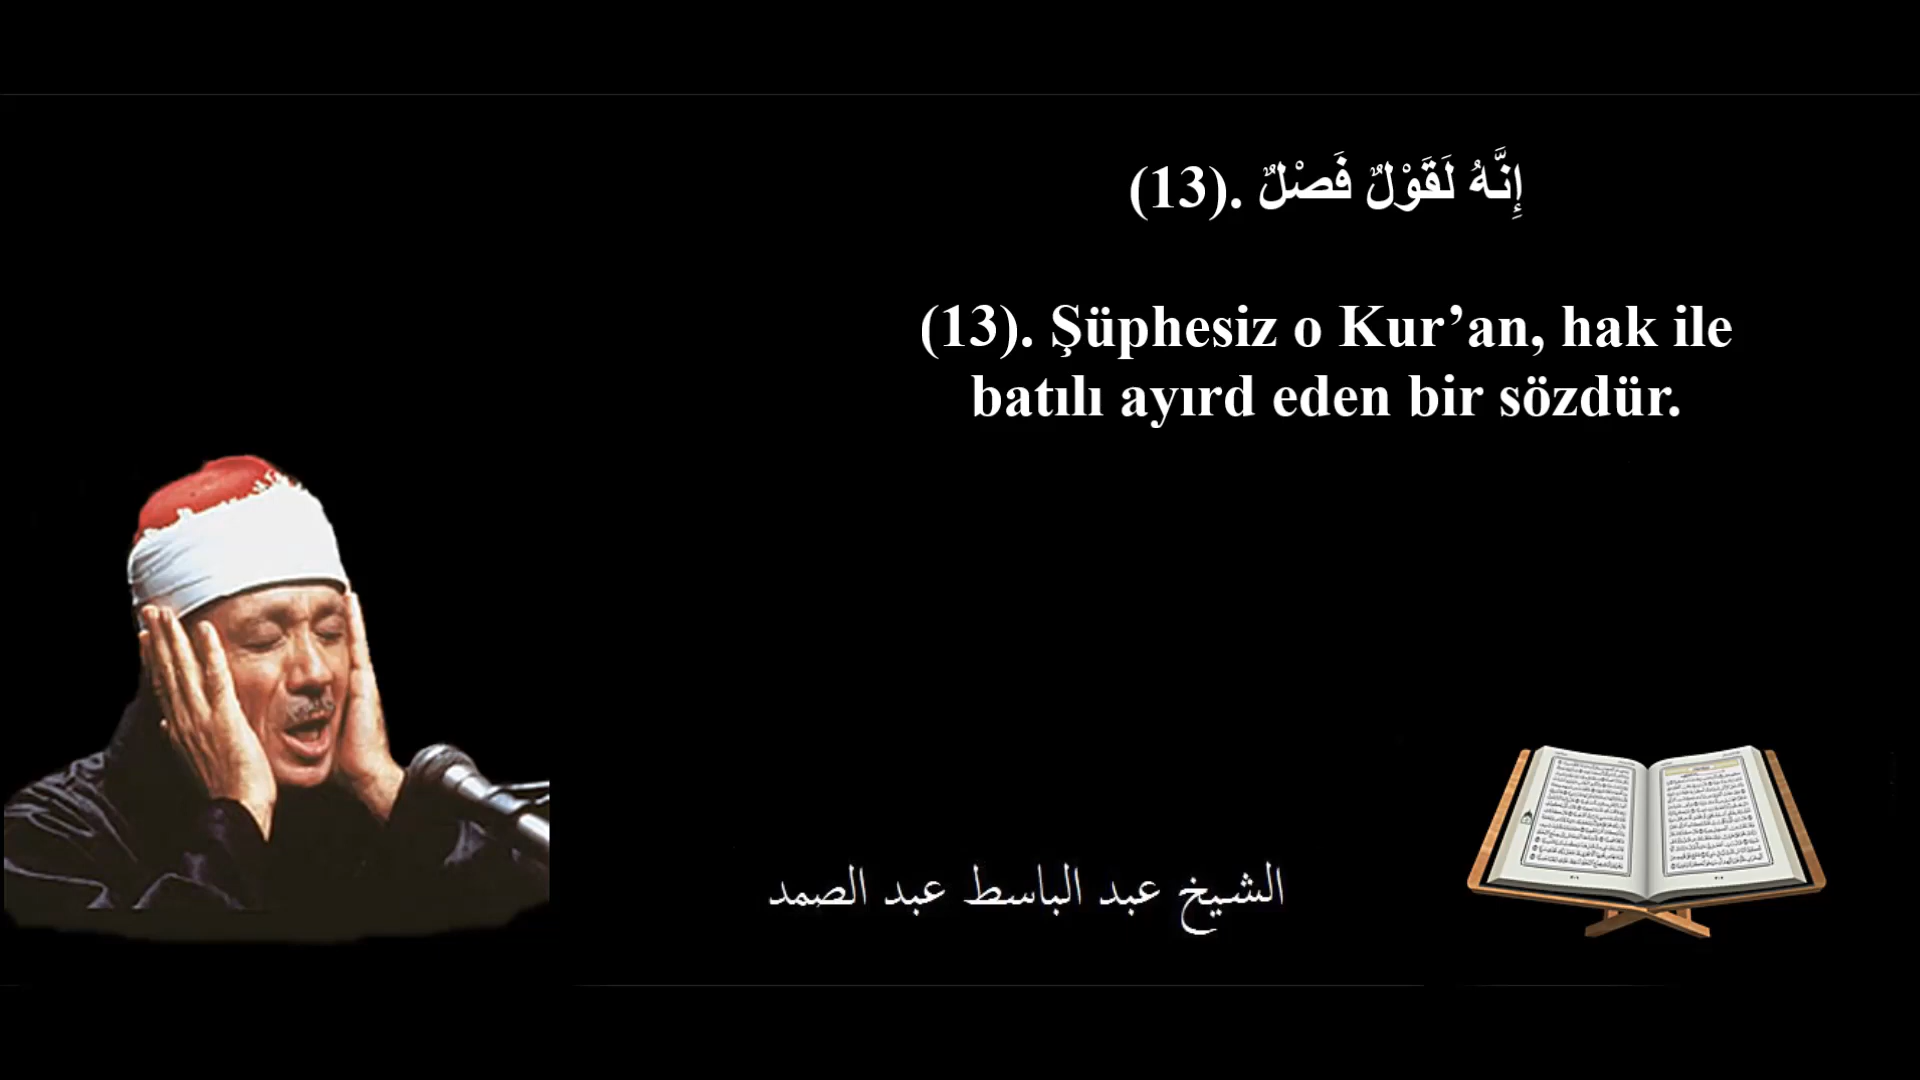 إِنَّهُ لَقَوْلٌ فَصْلٌ .(13)
(13). Şüphesiz o Kur’an, hak ile
batılı ayırd eden bir sözdür.
الشيخ عبد الباسط عبد الصمد